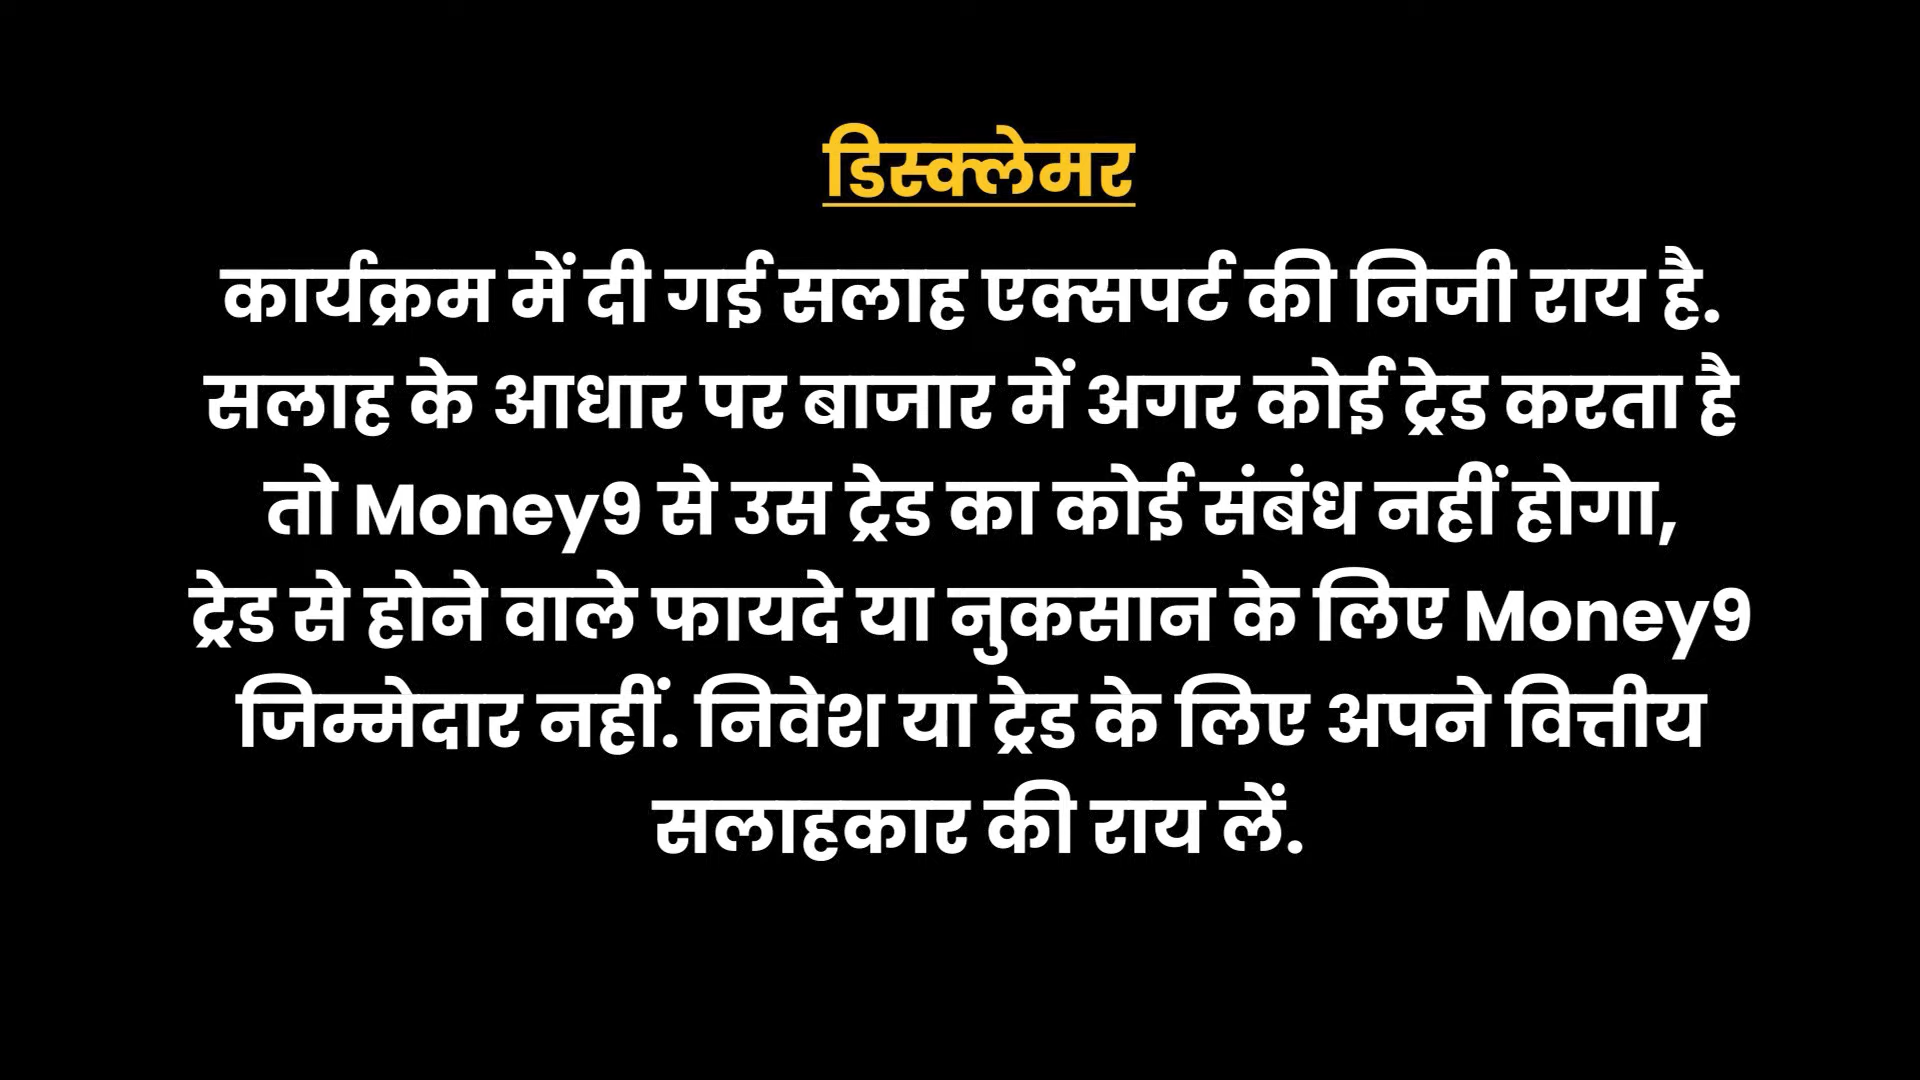 डिस्क्लेमर
कार्यक्रम में दी गई सलाह एक्सपर्ट की निजी राय है.
सलाह के आधार पर बाजार में अगर कोई ट्रेड करता है
तो Money9 से उस ट्रेड का कोई संबंध नहीं होगा,
ट्रेड से होने वाले फायदे या नुकसान के लिए Money9
जिम्मेदार नहीं. निवेश या ट्रेड के लिए अपने वित्तीय
सलाहकार की राय लें.